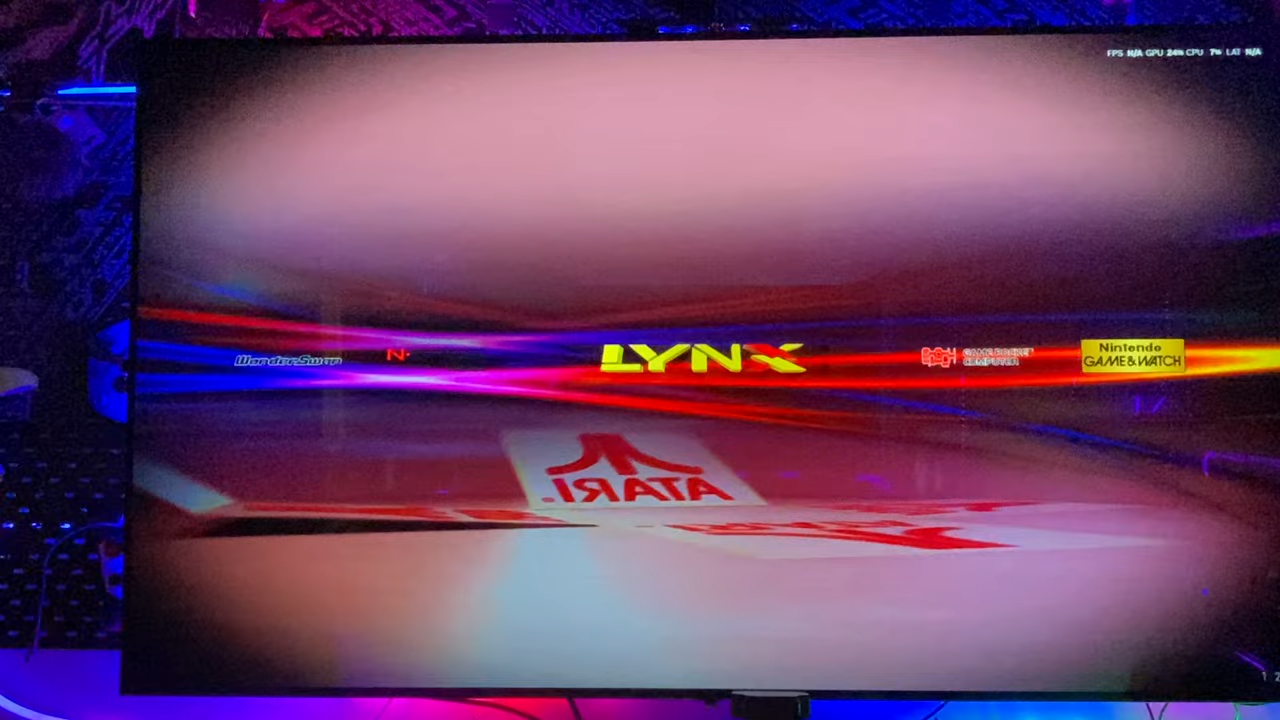 FPS N/A GPU 24% CPU 7% LAT N/A
WonderSwan
N
LYNX
GAME POCKET
COMPUTER
Nintendo
GAME & WATCH
ATARI